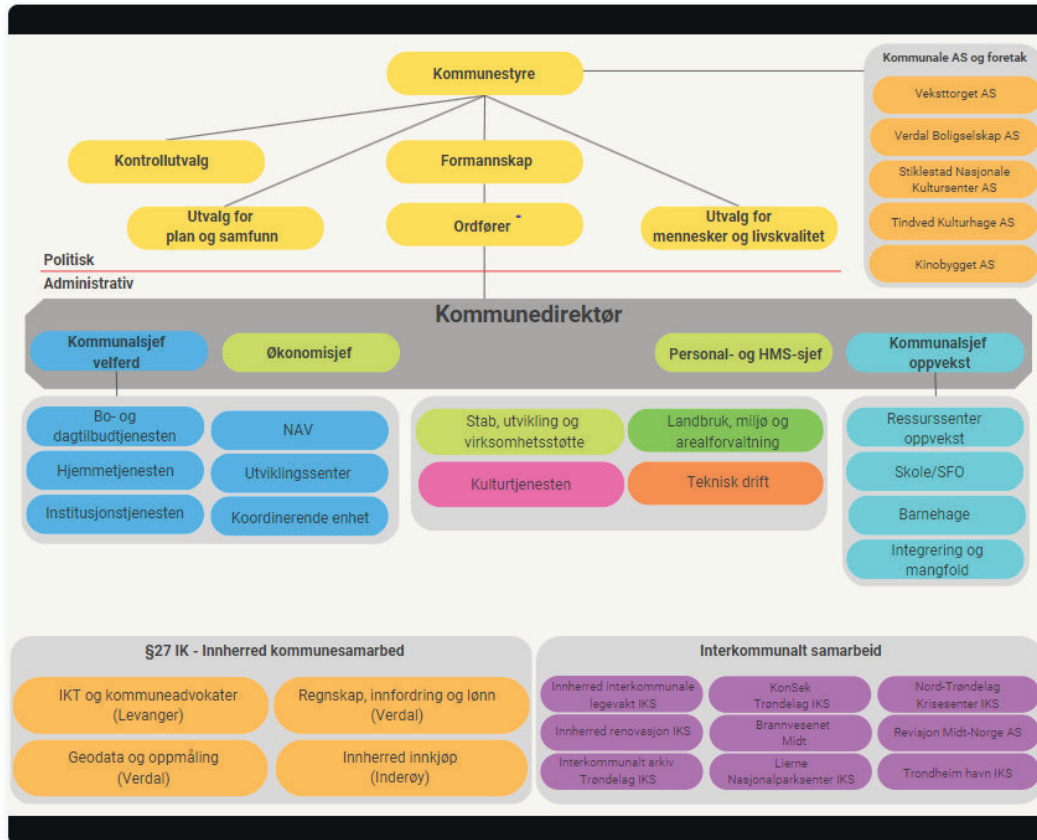 Kommunestyre
Kontrollutvalg
Formannskap
Utvalg for
plan og samfunn
Ordfører
Utvalg for
mennesker og livskvalitet
Kommunale AS og foretak
Veksttorget AS
Verdal Boligselskap AS
Stiklestad Nasjonale
Kultursenter AS
Tindved Kulturhage AS
Kinobygget AS
Politisk
Administrativ
Kommunedirektør
Kommunalsjef
velferd
Økonomisjef
Personal- og HMS-sjef
Kommunalsjef
oppvekst
Bo- og
dagtilbudtjenesten
NAV
Hjemmetjenesten
Utviklingssenter
Institusjonstjenesten
Koordinerende enhet
Stab, utvikling og
virksomhetsstøtte
Landbruk, miljø og
arealforvaltning
Kulturtjenesten
Teknisk drift
Ressurssenter
oppvekst
Skole/SFO
Barnehage
Integrering og
mangfold
§27 IK - Innherred kommunesamarbed
IKT og kommuneadvokater
(Levanger)
Regnskap, innfordring og lønn
(Verdal)
Geodata og oppmåling
(Verdal)
Innherred innkjøp
(Inderøy)
Interkommunalt samarbeid
Innherred interkommunale
legevakt IKS
KonSek
Trøndelag IKS
Nord-Trøndelag
Krisesenter IKS
Innherred renovasjon IKS
Brannvesenet
Midt
Revisjon Midt-Norge AS
Interkommunalt arkiv
Trøndelag IKS
Lierne
Nasjonalparksenter IKS
Trondheim havn IKS